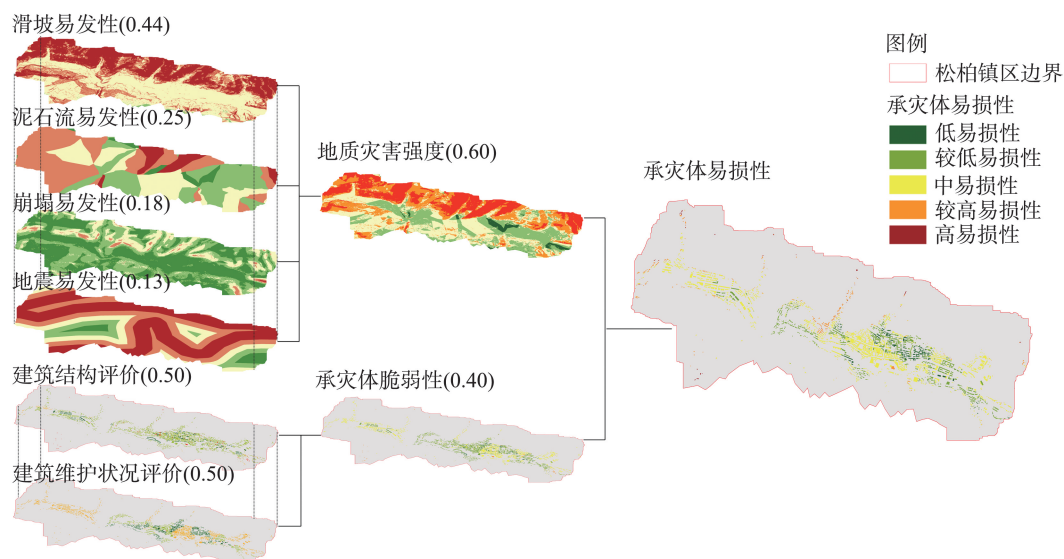 滑坡易发性(0.44)
泥石流易发性(0.25)
崩塌易发性(0.18)
地震易发性(0.13)
建筑结构评价(0.50)
建筑维护状况评价(0.50)
地质灾害强度(0.60)
承灾体脆弱性(0.40)
承灾体易损性
图例
松柏镇区边界
承灾体易损性
低易损性
较低易损性
中易损性
较高易损性
高易损性